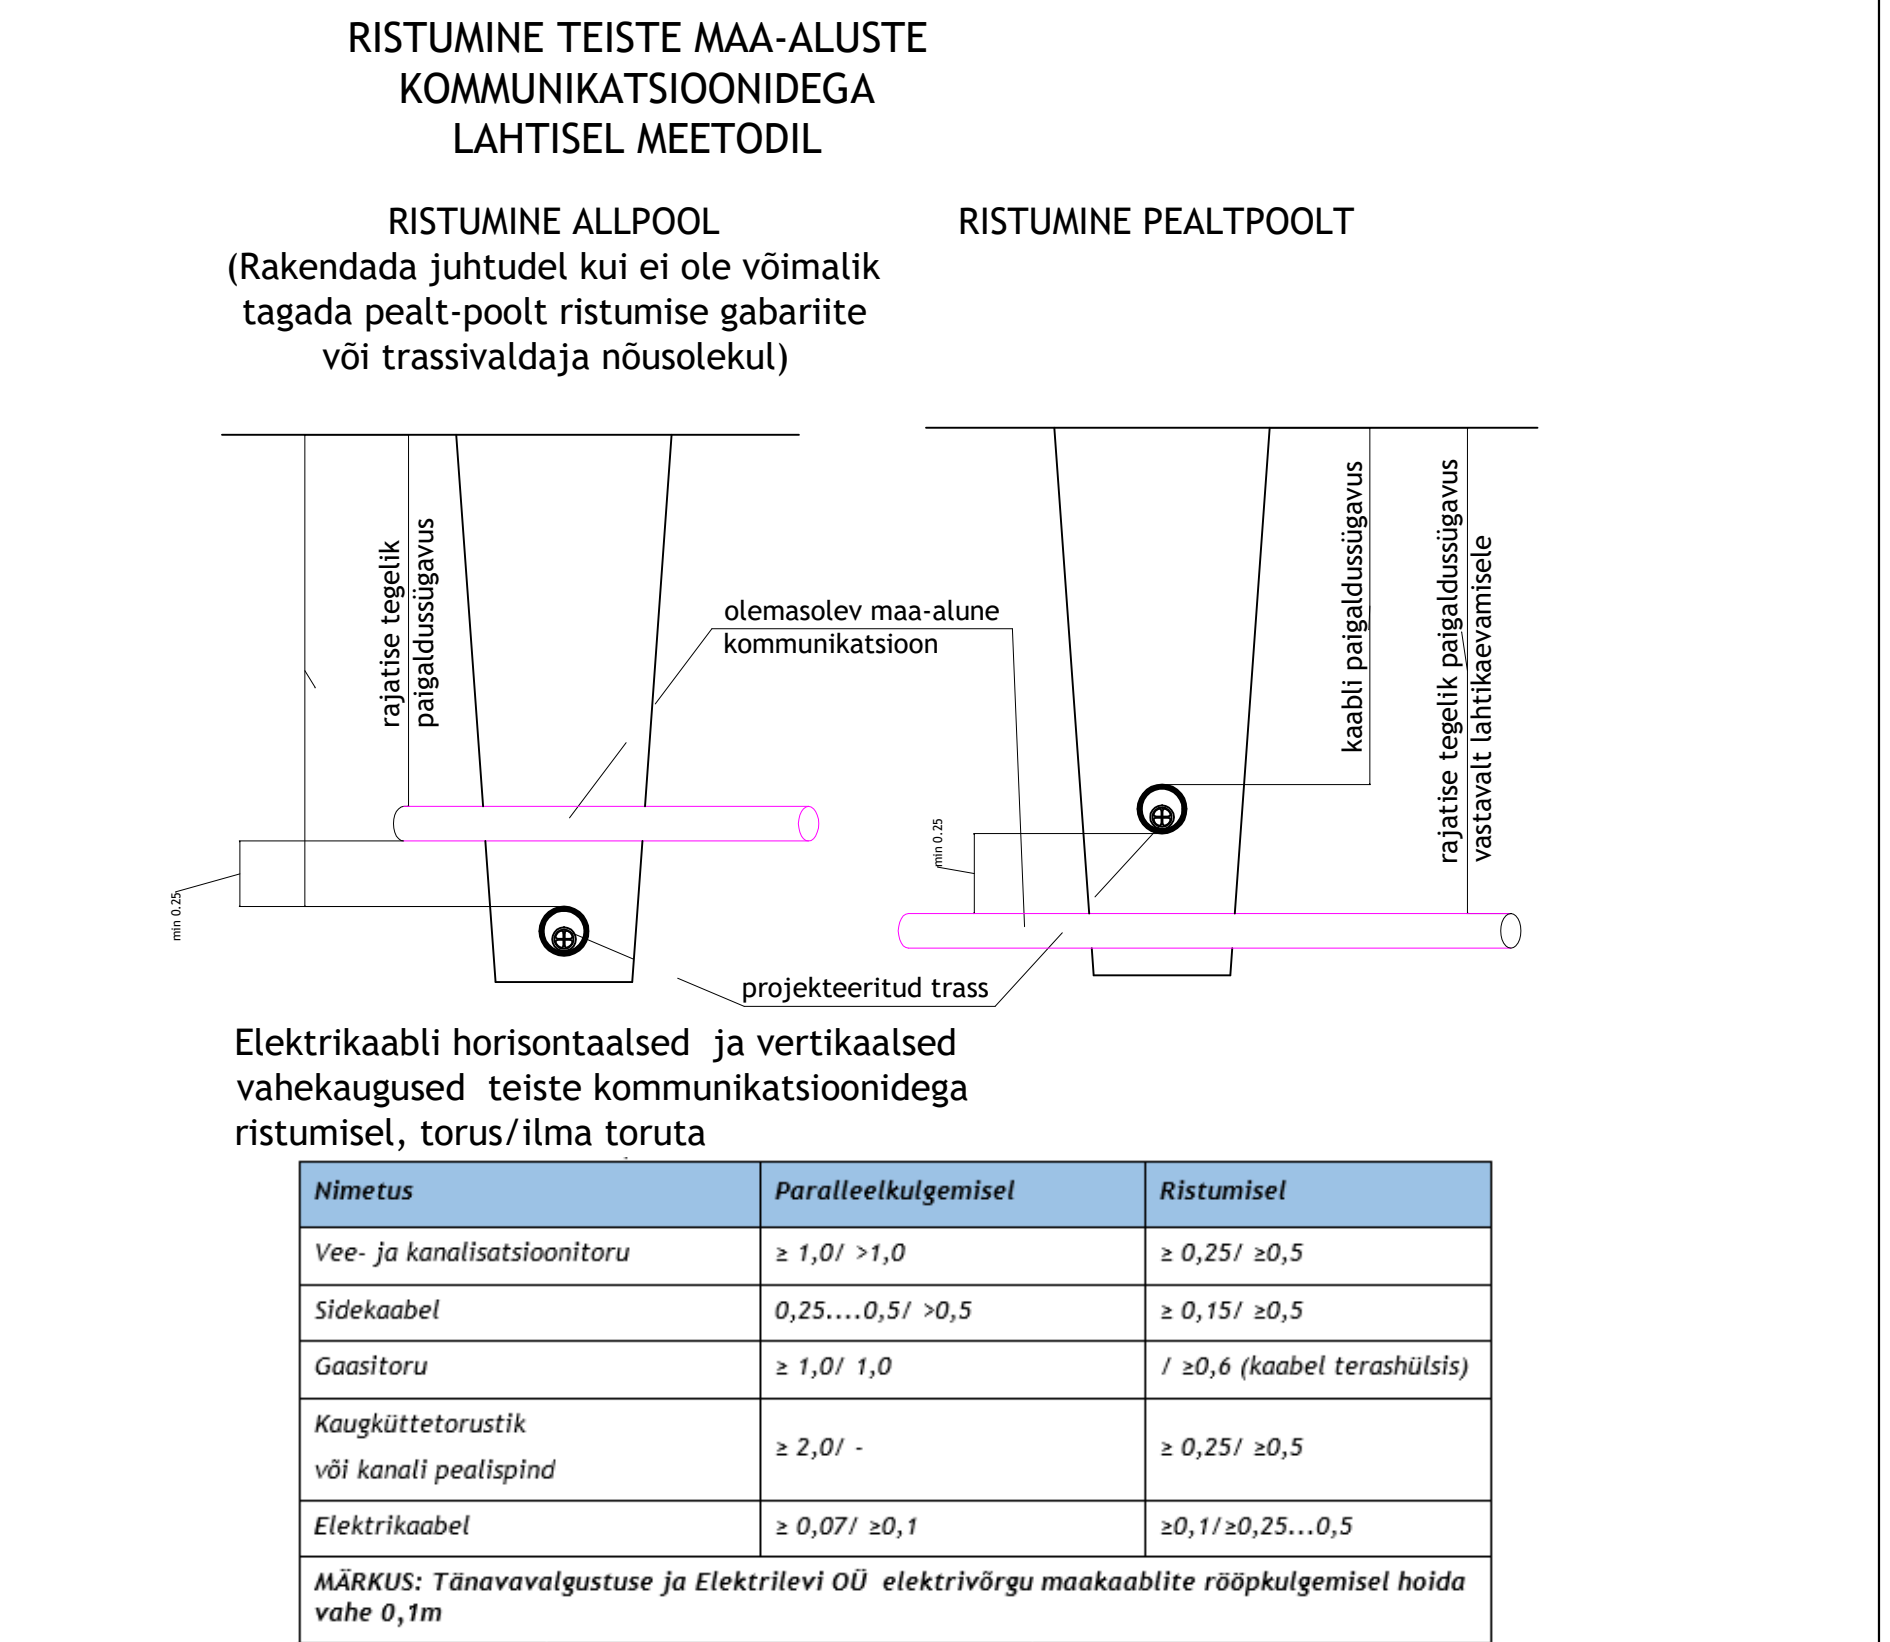 RISTUMINE TEISTE MAA-ALUSTE
KOMMUNIKATSIOONIDEGA
LAHTISEL MEETODIL
RISTUMINE ALLPOOL
(Rakendada juhtudel kui ei ole võimalik
tagada pealt-poolt ristumise gabariite
või trassivaldaja nõusolekul)
RISTUMINE PEALTPOOLT
rajatise tegelik
paigaldussügavus
min 0.25
olemasolev maa-alune
kommunikatsioon
kaabli paigaldussügavus
rajatise tegelik paigaldussügavus
vastavalt lahtikaevamisele
min 0.25
projekteeritud trass
Elektrikaabli horisontaalsed ja vertikaalsed
vahekaugused teiste kommunikatsioonidega
ristumisel, torus/ilma toruta
Nimetus Paralleelkulgemisel Ristumisel
Vee- ja kanalisatsioonitoru ≥ 1,0/ >1,0 ≥ 0,25/ ≥0,5
Sidekaabel 0,25....0,5/ >0,5 ≥ 0,15/ ≥0,5
Gaasitoru ≥ 1,0/ 1,0 / ≥0,6 (kaabel terashülsis)
Kaugküttetorustik
või kanali pealispind ≥ 2,0/ - ≥ 0,25/ ≥0,5
Elektrikaabel ≥ 0,07/ ≥0,1 ≥0,1/≥0,25...0,5
MÄRKUS: Tänavavalgustuse ja Elektrilevi OÜ elektrivõrgu maakaablite rööpkulgemisel hoida
vahe 0,1m